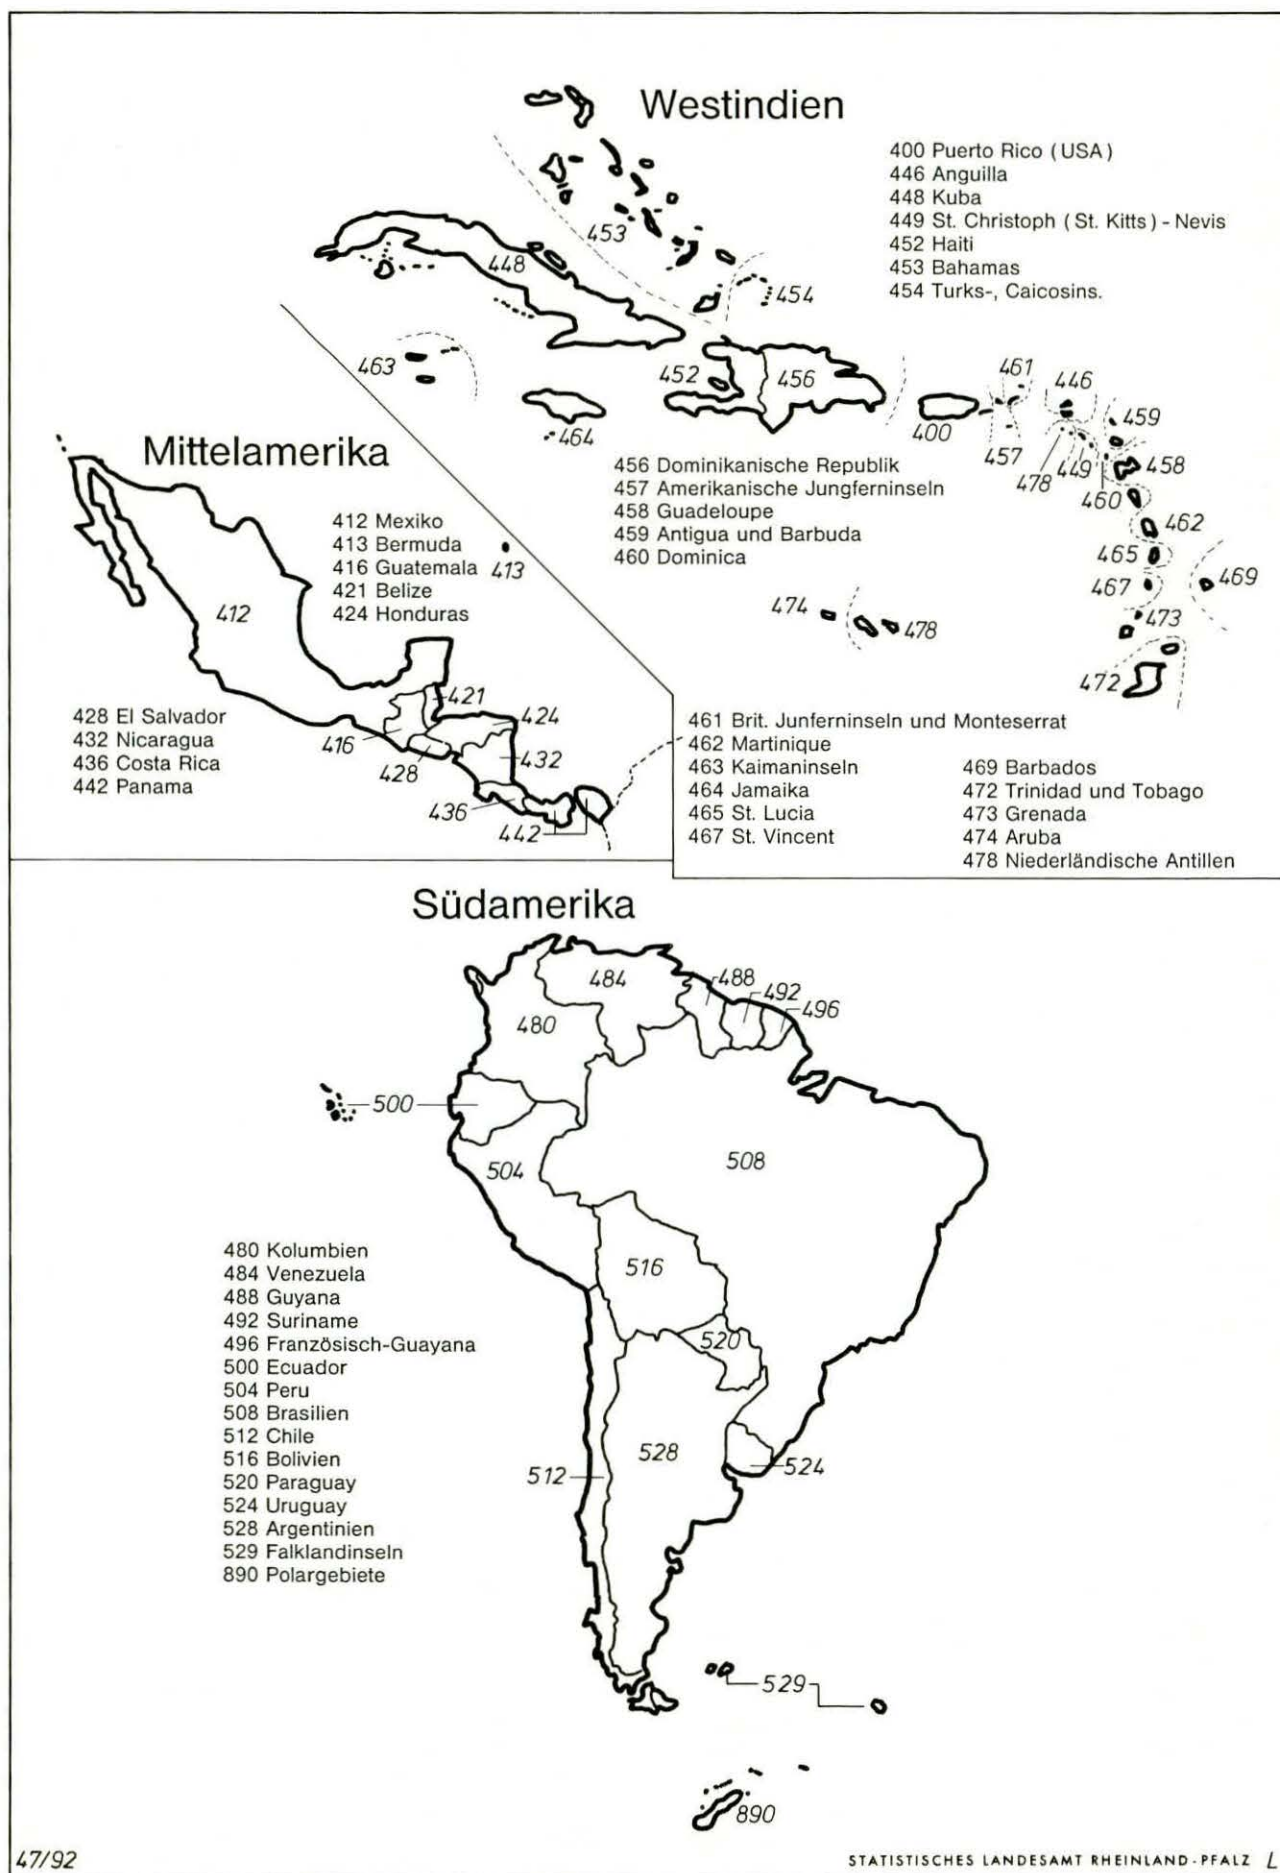 Westindien
400 Puerto Rico (USA)
446 Anguilla
448 Kuba
449 St. Christoph (St. Kitts) - Nevis
452 Haiti
453 Bahamas
454 Turks-, Caicosins.
453
448
454
463
452
456
461
446
464
400
457
478
449
459
460
458
462
465
467
469
473
472
474
478
456 Dominikanische Republik
457 Amerikanische Jungferninseln
458 Guadeloupe
459 Antigua und Barbuda
460 Dominica
461 Brit. Junferninseln und Monteserrat
462 Martinique
463 Kaimaninseln
464 Jamaika
465 St. Lucia
467 St. Vincent
469 Barbados
472 Trinidad und Tobago
473 Grenada
474 Aruba
478 Niederländische Antillen
Mittelamerika
412 Mexiko
413 Bermuda
416 Guatemala
421 Belize
424 Honduras
413
412
421
424
416
428
432
436
442
428 El Salvador
432 Nicaragua
436 Costa Rica
442 Panama
Südamerika
484
488
492
496
480
500
504
508
516
520
528
512
524
529
890
480 Kolumbien
484 Venezuela
488 Guyana
492 Suriname
496 Französisch-Guayana
500 Ecuador
504 Peru
508 Brasilien
512 Chile
516 Bolivien
520 Paraguay
524 Uruguay
528 Argentinien
529 Falklandinseln
890 Polargebiete
47/92
STATISTISCHES LANDESAMT RHEINLAND-PFALZ L